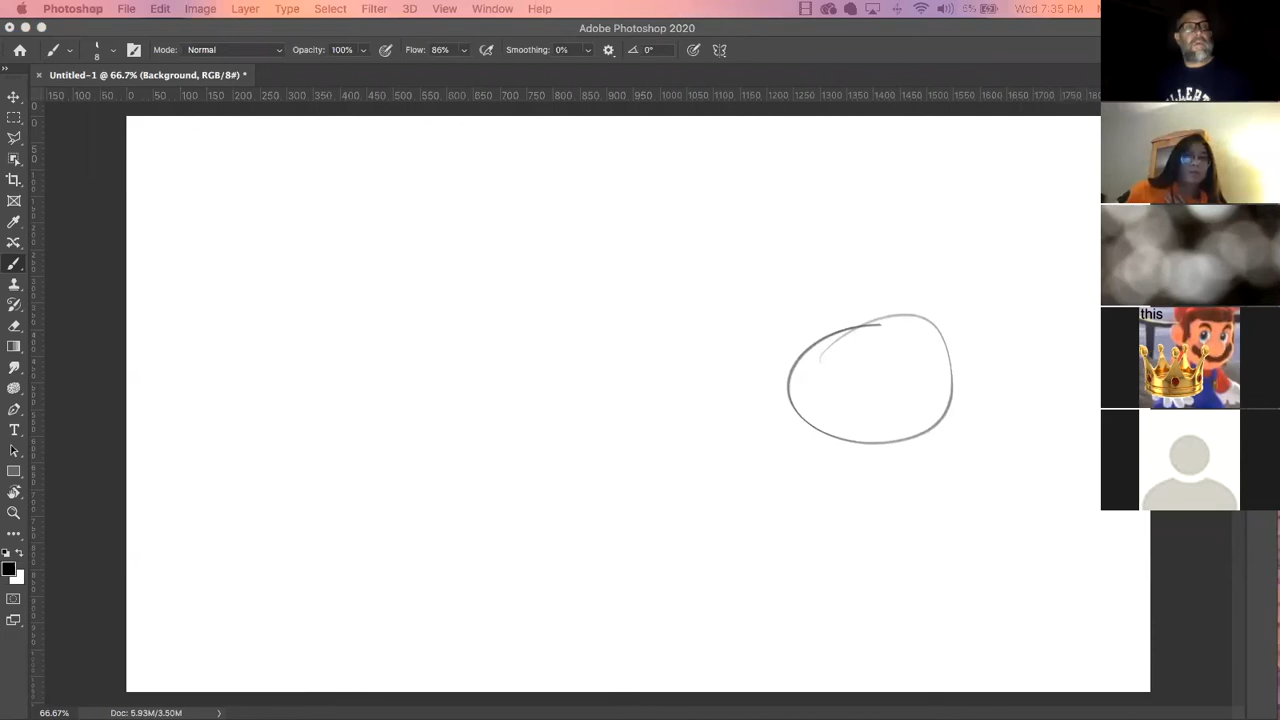 Photoshop File Edit Image Layer Type Select Filter 3D View Window Help 5% Wed 7:35 PM
Adobe Photoshop 2020
8 Mode: Normal Opacity: 100% Flow: 86% Smoothing: 0% 0°
× Untitled-1 @ 66.7% (Background, RGB/8#) *
150 100 50 0 50 100 150 200 250 300 350 400 450 500 550 600 650 700 750 800 850 900 950 1000 1050 1100 1150 1200 1250 1300 1350 1400 1450 1500 1550 1600 1650 1700 1750
this
66.67% Doc: 5.93M/3.50M